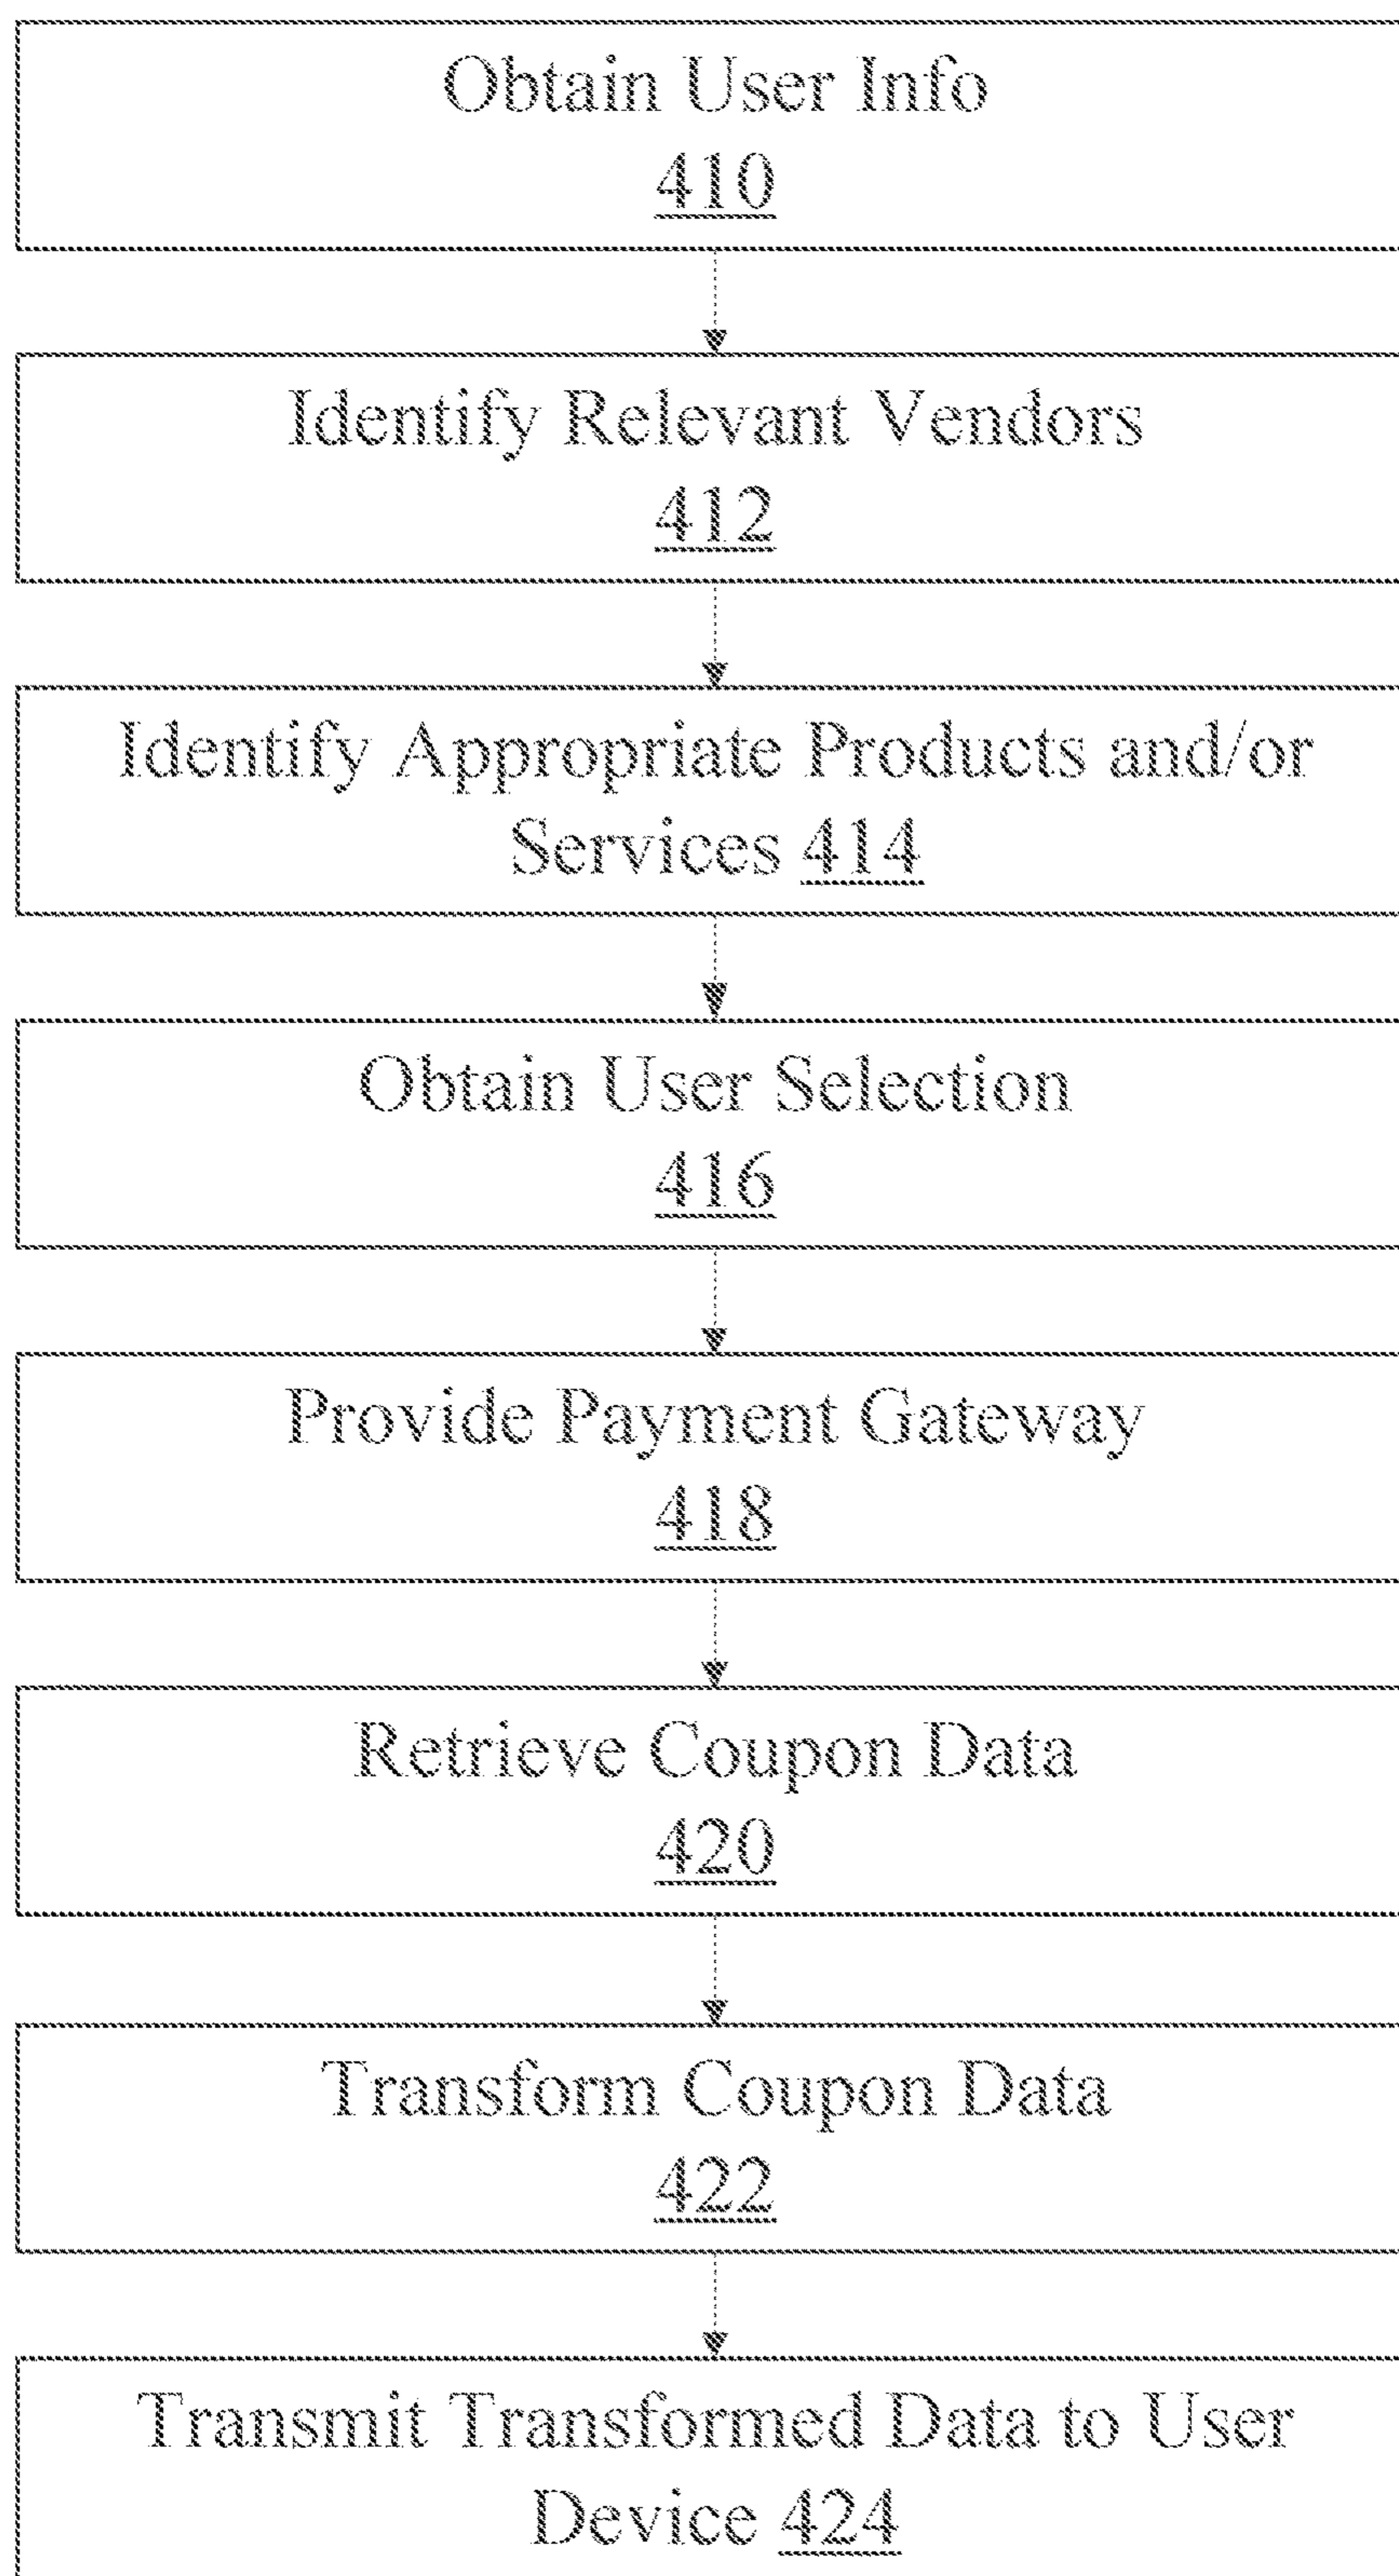 Obtain User Info
410
Identify Relevant Vendors
412
Identify Appropriate Products and/or
Services 414
Obtain User Selection
416
Provide Payment Gateway
418
Retrieve Coupon Data
420
Transform Coupon Data
422
Transmit Transformed Data to User
Device 424